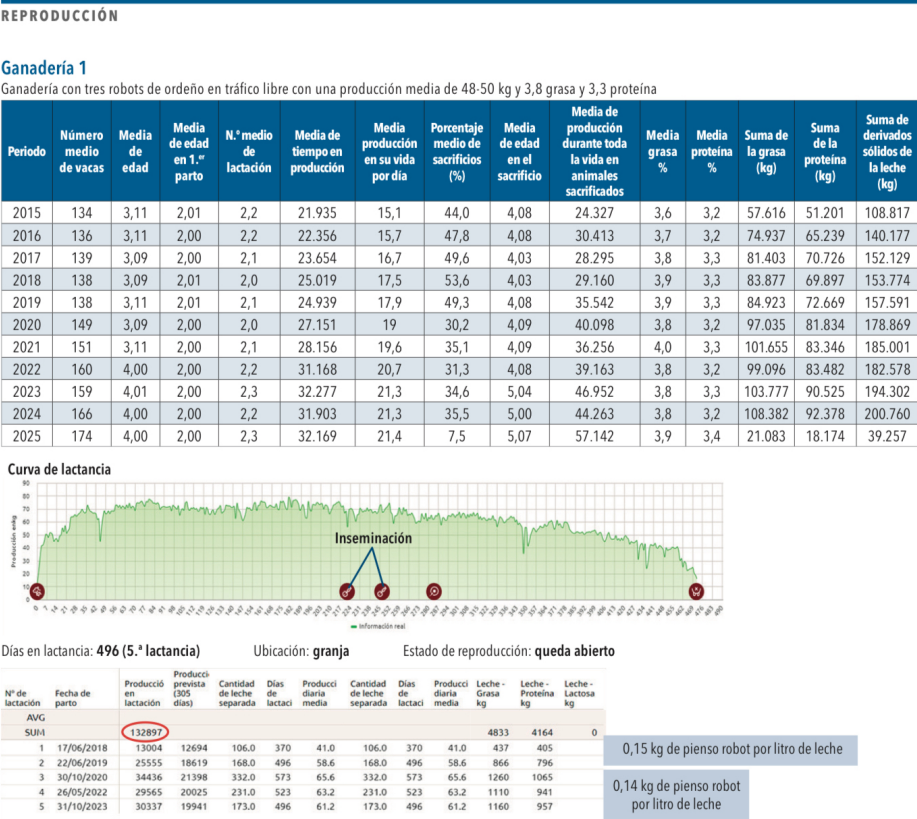 REPRODUCCIÓN
Ganadería 1
Ganadería con tres robots de ordeño en tráfico libre con una producción media de 48-50 kg y 3,8 grasa y 3,3 proteína
Periodo | Número medio de vacas | Media de edad | Media de edad en 1.er parto | N.º medio de lactación | Media de tiempo en producción | Media producción en su vida por día | Porcentaje medio de sacrificios (%) | Media de edad en el sacrificio | Media de producción durante toda la vida en animales sacrificados | Media grasa % | Media proteína % | Suma de la grasa (kg) | Suma de la proteína (kg) | Suma de derivados sólidos de la leche (kg)
2015 | 134 | 3,11 | 2,01 | 2,2 | 21.935 | 15,1 | 44,0 | 4,08 | 24.327 | 3,6 | 3,2 | 57.616 | 51.201 | 108.817
2016 | 136 | 3,11 | 2,00 | 2,2 | 22.356 | 15,7 | 47,8 | 4,08 | 30.413 | 3,7 | 3,2 | 74.937 | 65.239 | 140.177
2017 | 139 | 3,09 | 2,00 | 2,1 | 23.654 | 16,7 | 49,6 | 4,03 | 28.295 | 3,8 | 3,3 | 81.403 | 70.726 | 152.129
2018 | 138 | 3,09 | 2,01 | 2,0 | 25.019 | 17,5 | 53,6 | 4,03 | 29.160 | 3,9 | 3,3 | 83.877 | 69.897 | 153.774
2019 | 138 | 3,11 | 2,01 | 2,1 | 24.939 | 17,9 | 49,3 | 4,08 | 35.542 | 3,9 | 3,3 | 84.923 | 72.669 | 157.591
2020 | 149 | 3,09 | 2,00 | 2,0 | 27.151 | 19 | 30,2 | 4,09 | 40.098 | 3,8 | 3,2 | 97.035 | 81.834 | 178.869
2021 | 151 | 3,11 | 2,00 | 2,1 | 28.156 | 19,6 | 35,1 | 4,09 | 36.256 | 4,0 | 3,3 | 101.655 | 83.346 | 185.001
2022 | 160 | 4,00 | 2,00 | 2,2 | 31.168 | 20,7 | 31,3 | 4,08 | 39.163 | 3,8 | 3,2 | 99.096 | 83.482 | 182.578
2023 | 159 | 4,01 | 2,00 | 2,3 | 32.277 | 21,3 | 34,6 | 5,04 | 46.952 | 3,8 | 3,3 | 103.777 | 90.525 | 194.302
2024 | 166 | 4,00 | 2,00 | 2,2 | 31.903 | 21,3 | 35,5 | 5,00 | 44.263 | 3,8 | 3,2 | 108.382 | 92.378 | 200.760
2025 | 174 | 4,00 | 2,00 | 2,3 | 32.169 | 21,4 | 7,5 | 5,07 | 57.142 | 3,9 | 3,4 | 21.083 | 18.174 | 39.257
Curva de lactancia
Producción en kg
90
80
70
60
50
40
30
20
10
Inseminación
Información real
Días en lactancia: 496 (5.ª lactancia) Ubicación: granja Estado de reproducción: queda abierto
Nº de lactación | Fecha de parto | Producció en lactación | Producci prevista (305 días) | Cantidad de leche separada | Días de lactaci | Producci diaria media | Cantidad de leche separada | Días de lactaci | Producci diaria media | Leche - Grasa kg | Leche - Proteína kg | Leche - Lactosa kg
AVG
SUM 132897 4833 4164 0
1 17/06/2018 13004 12694 106.0 370 41.0 106.0 370 41.0 437 405
2 22/06/2019 25555 18619 168.0 496 58.6 168.0 496 58.6 866 796
3 30/10/2020 34436 21398 332.0 573 65.6 332.0 573 65.6 1260 1065
4 26/05/2022 29565 20025 231.0 523 63.2 231.0 523 63.2 1110 941
5 31/10/2023 30337 19941 173.0 496 61.2 173.0 496 61.2 1160 957
0,15 kg de pienso robot por litro de leche
0,14 kg de pienso robot
por litro de leche